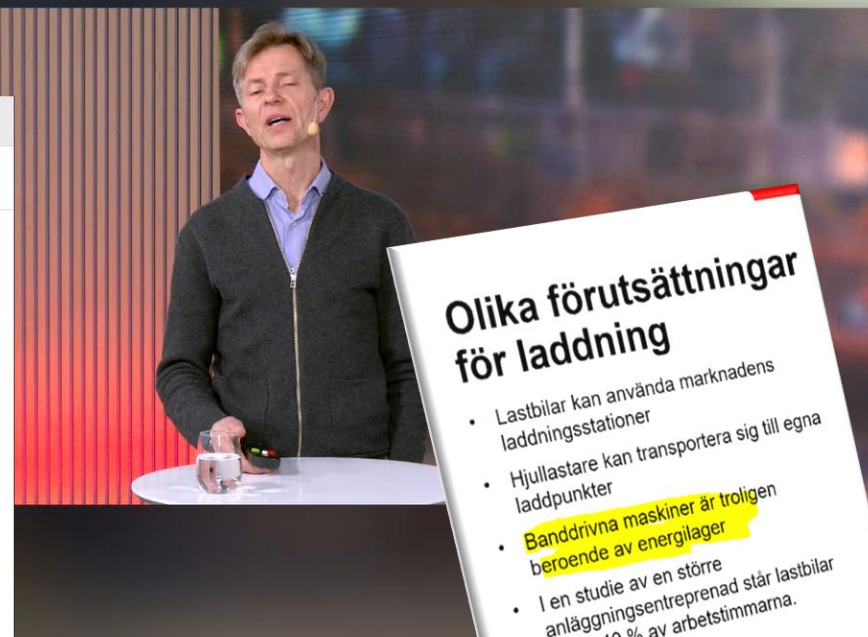 Olika förutsättningar
för laddning
• Lastbilar kan använda marknadens
laddningsstationer
• Hjullastare kan transportera sig till egna
laddpunkter
• Banddrivna maskiner är troligen
beroende av energilager
• I en studie av en större
anläggningsentreprenad står lastbilar
% av arbetstimmarna.